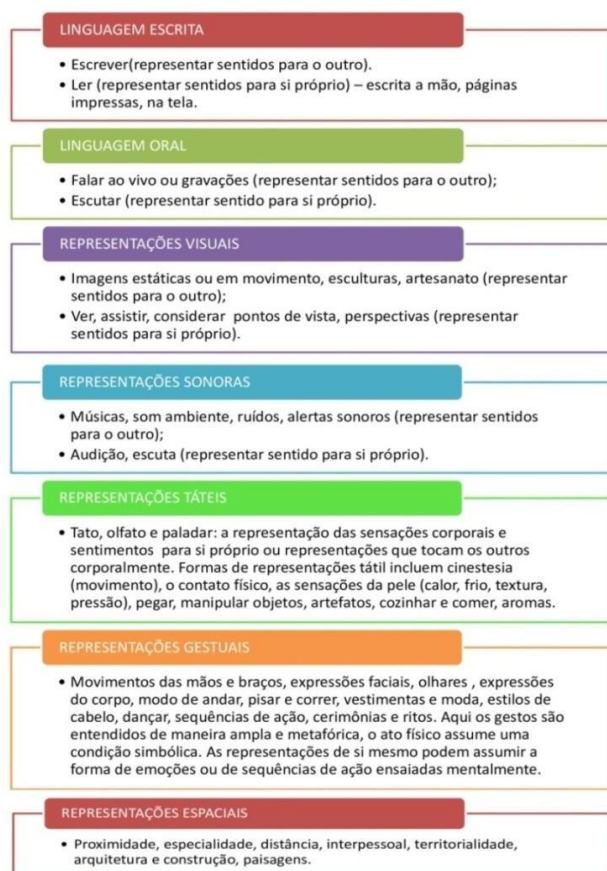 LINGUAGEM ESCRITA
• Escrever(representar sentidos para o outro).
• Ler (representar sentidos para si próprio) – escrita a mão, páginas
impressas, na tela.
LINGUAGEM ORAL
• Falar ao vivo ou gravações (representar sentidos para o outro);
• Escutar (representar sentido para si próprio).
REPRESENTAÇÕES VISUAIS
• Imagens estáticas ou em movimento, esculturas, artesanato (representar
sentidos para o outro);
• Ver, assistir, considerar pontos de vista, perspectivas (representar
sentidos para si próprio).
REPRESENTAÇÕES SONORAS
• Músicas, som ambiente, ruídos, alertas sonoros (representar sentidos
para o outro);
• Audição, escuta (representar sentido para si próprio).
REPRESENTAÇÕES TÁTEIS
• Tato, olfato e paladar: a representação das sensações corporais e
sentimentos para si próprio ou representações que tocam os outros
corporalmente. Formas de representações tátil incluem cinestesia
(movimento), o contato físico, as sensações da pele (calor, frio, textura,
pressão), pegar, manipular objetos, artefatos, cozinhar e comer, aromas.
REPRESENTAÇÕES GESTUAIS
• Movimentos das mãos e braços, expressões faciais, olhares , expressões
do corpo, modo de andar, pisar e correr, vestimentas e moda, estilos de
cabelo, dançar, sequências de ação, cerimônias e ritos. Aqui os gestos são
entendidos de maneira ampla e metafórica, o ato físico assume uma
condição simbólica. As representações de si mesmo podem assumir a
forma de emoções ou de sequências de ação ensaiadas mentalmente.
REPRESENTAÇÕES ESPACIAIS
• Proximidade, especialidade, distância, interpessoal, territorialidade,
arquitetura e construção, paisagens.